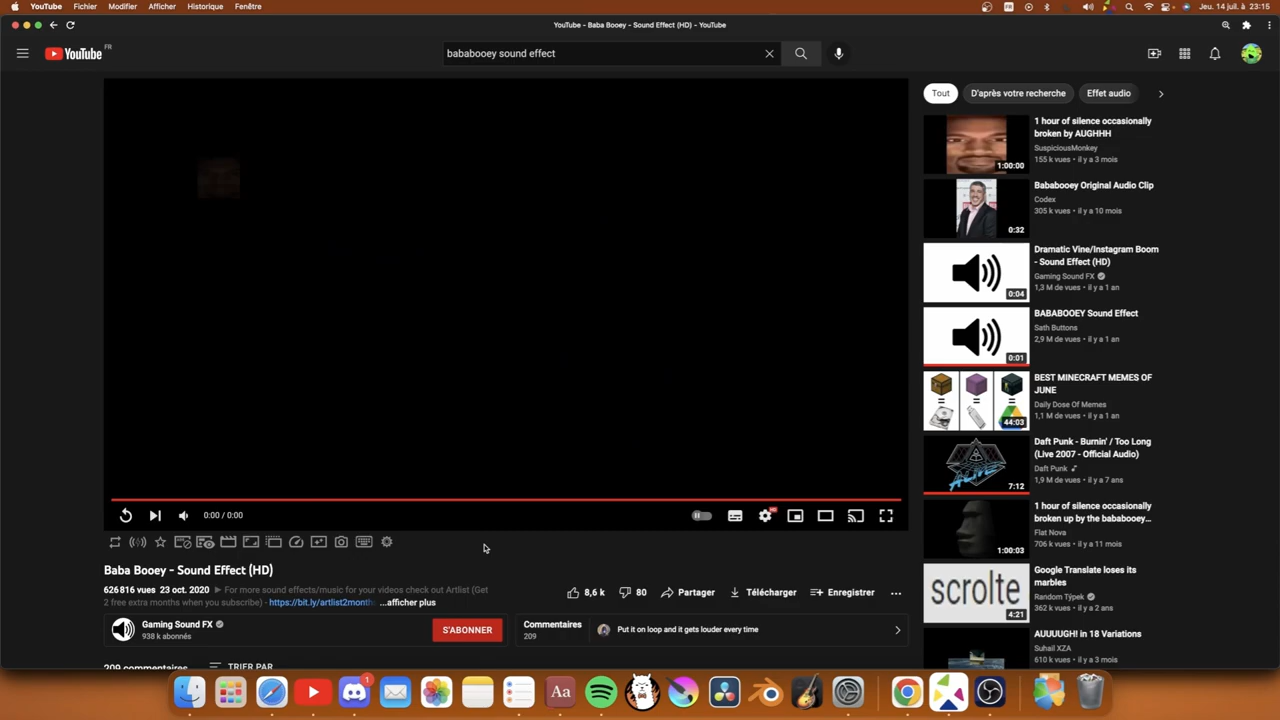 YouTube Fichier Modifier Afficher Historique Fenêtre
FR
Jeu. 14 juil. à 23:15
YouTube - Baba Booey - Sound Effect (HD) - YouTube
YouTube FR
bababooey sound effect
Tout
D'après votre recherche
Effet audio
1 hour of silence occasionally
broken by AUGHHH
SuspiciousMonkey
155 k vues • il y a 3 mois
1:00:00
Bababooey Original Audio Clip
Codex
305 k vues • il y a 10 mois
0:32
Dramatic Vine/Instagram Boom
- Sound Effect (HD)
Gaming Sound FX
1,3 M de vues • il y a 1 an
0:04
BABABOOEY Sound Effect
Sath Buttons
2,9 M de vues • il y a 1 an
0:01
BEST MINECRAFT MEMES OF
JUNE
Daily Dose Of Memes
1,1 M de vues • il y a 2 ans
44:03
Daft Punk - Burnin' / Too Long
(Live 2007 - Official Audio)
Daft Punk
1,9 M de vues • il y a 7 ans
ALIVE
7:12
1 hour of silence occasionally
broken up by the bababooey...
Flat Nova
706 k vues • il y a 11 mois
1:00:03
Google Translate loses its
marbles
Random Týpek
362 k vues • il y a 2 ans
scrolte
4:21
AUUUUGH! in 18 Variations
Suhail XZA
610 k vues • il y a 3 mois
0:00 / 0:00
HD
Baba Booey - Sound Effect (HD)
626 816 vues 23 oct. 2020 ► For more sound effects/music for your videos check out Artlist (Get
2 free extra months when you subscribe) - https://bit.ly/artlist2month ...afficher plus
8,6 k
80
Partager
Télécharger
Enregistrer
Gaming Sound FX
938 k abonnés
S'ABONNER
Commentaires
209
Put it on loop and it gets louder every time
209 commentaires
TRIER PAR
1
Aa